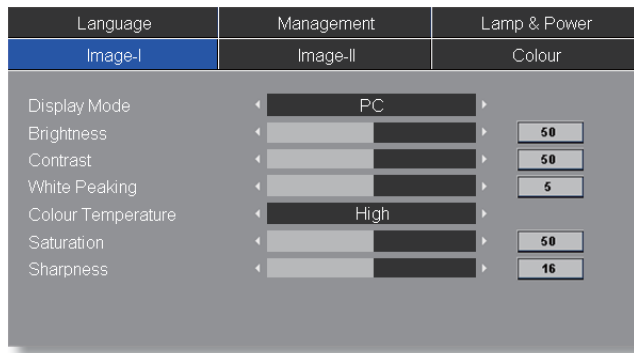 Language Management Lamp & Power
Image-I Image-II Colour
Display Mode PC
Brightness 50
Contrast 50
White Peaking 5
Colour Temperature High
Saturation 50
Sharpness 16